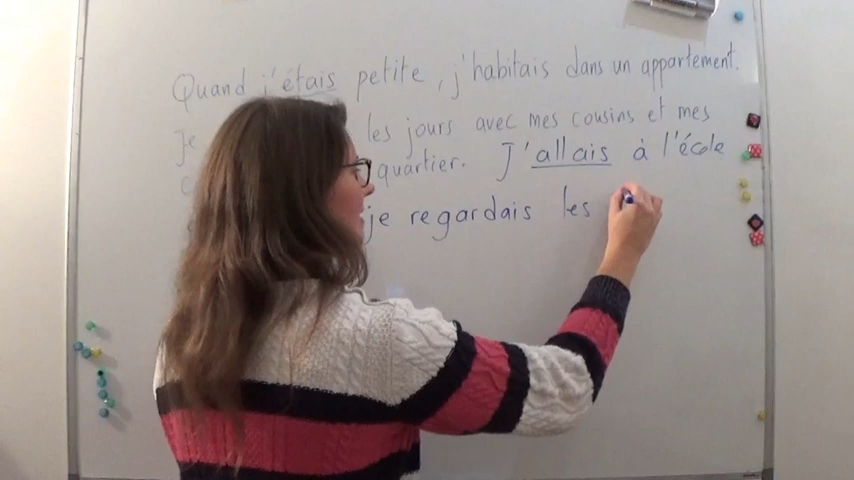 Quand j'étais petite, j'habitais dans un appartement.
Je les jours avec mes cousins et mes
quartier. J'allais à l'école
je regardais les